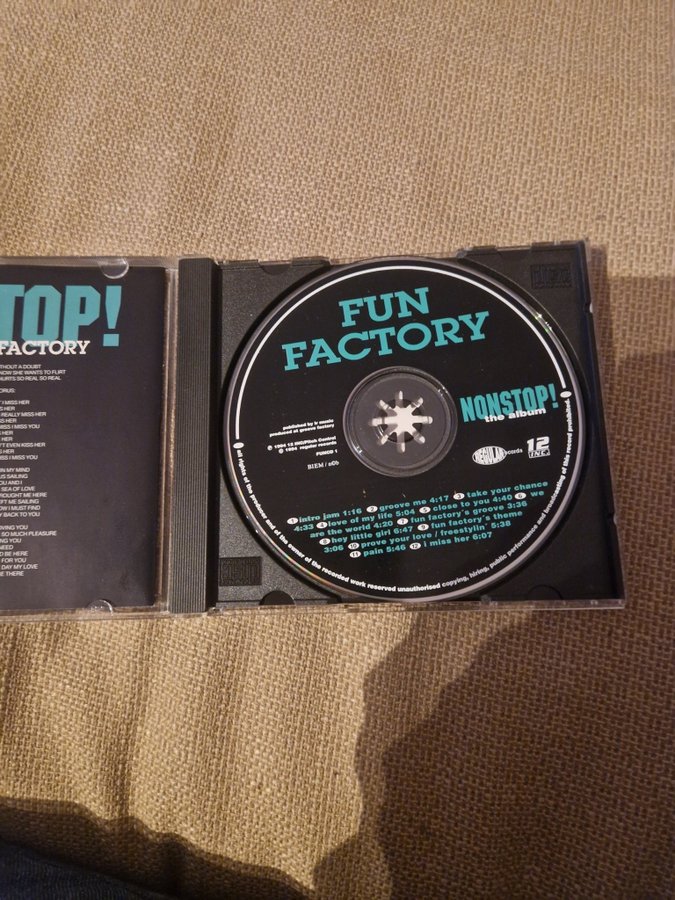 TOP!
FACTORY
ITHOUT A DOUBT
NOW SHE WANTS TO FLIRT
HURTS SO REAL SO REAL
ORUS:
I MISS HER
S HER
REALLY MISS HER
SS HER
MISS I MISS YOU
S HER
N'T EVEN KISS HER
SS I MISS YOU
IN MY MIND
US SAILING
YOU AND I
SEA OF LOVE
ROUGHT ME HERE
EFT ME SAILING
OW I MUST FIND
Y BACK TO YOU
OVING YOU
SO MUCH PLEASURE
NG YOU
NEED
O BE HERE
FOR YOU
DAY MY LOVE
E THERE
FUN
FACTORY
NONSTOP!
the album
published by ir music
produced at groove factory
℗ 1994 12 INC/Pitch Control
© 1994 regular records
FUNCD 1
BIEM / n©b
REGULAR records
12 INC.
1 intro jam 1:16 2 groove me 4:17 3 take your chance
4:33 4 love of my life 5:04 5 close to you 4:40 6 we
are the world 4:20 7 fun factory's groove 3:36
8 hey little girl 6:47 9 fun factory's theme
3:06 10 prove your love / freestylin' 5:38
11 pain 5:46 12 i miss her 6:07
all rights of the producer and of the owner of the recorded work reserved unauthorised copying, hiring, public performance and broadcasting of this record prohibited.